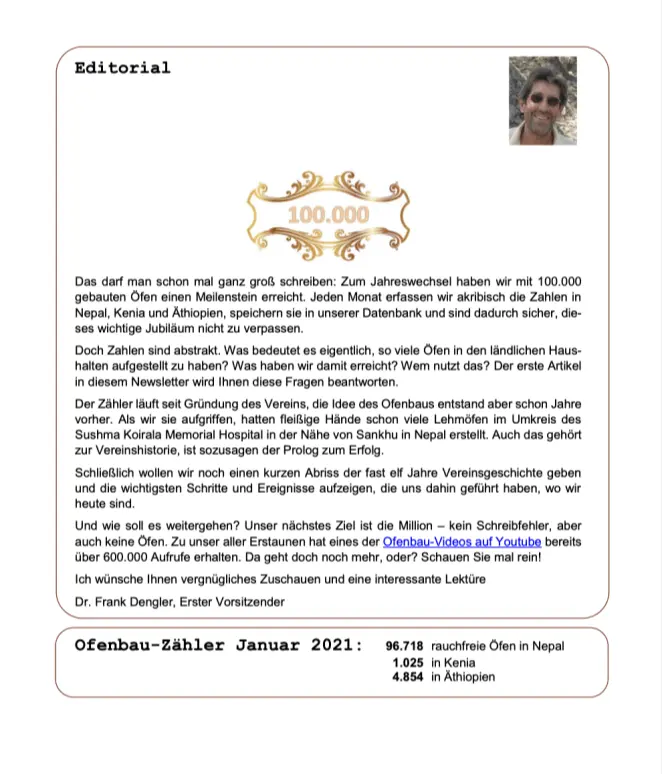 Editorial
100.000
Das darf man schon mal ganz groß schreiben: Zum Jahreswechsel haben wir mit 100.000
gebauten Öfen einen Meilenstein erreicht. Jeden Monat erfassen wir akribisch die Zahlen in
Nepal, Kenia und Äthiopien, speichern sie in unserer Datenbank und sind dadurch sicher, die-
ses wichtige Jubiläum nicht zu verpassen.
Doch Zahlen sind abstrakt. Was bedeutet es eigentlich, so viele Öfen in den ländlichen Haus-
halten aufgestellt zu haben? Was haben wir damit erreicht? Wem nutzt das? Der erste Artikel
in diesem Newsletter wird Ihnen diese Fragen beantworten.
Der Zähler läuft seit Gründung des Vereins, die Idee des Ofenbaus entstand aber schon Jahre
vorher. Als wir sie aufgriffen, hatten fleißige Hände schon viele Lehmöfen im Umkreis des
Sushma Koirala Memorial Hospital in der Nähe von Sankhu in Nepal erstellt. Auch das gehört
zur Vereinshistorie, ist sozusagen der Prolog zum Erfolg.
Schließlich wollen wir noch einen kurzen Abriss der fast elf Jahre Vereinsgeschichte geben
und die wichtigsten Schritte und Ereignisse aufzeigen, die uns dahin geführt haben, wo wir
heute sind.
Und wie soll es weitergehen? Unser nächstes Ziel ist die Million – kein Schreibfehler, aber
auch keine Öfen. Zu unser aller Erstaunen hat eines der Ofenbau-Videos auf Youtube bereits
über 600.000 Aufrufe erhalten. Da geht doch noch mehr, oder? Schauen Sie mal rein!
Ich wünsche Ihnen vergnügliches Zuschauen und eine interessante Lektüre
Dr. Frank Dengler, Erster Vorsitzender
Ofenbau-Zähler Januar 2021: 96.718 rauchfreie Öfen in Nepal
1.025 in Kenia
4.854 in Äthiopien